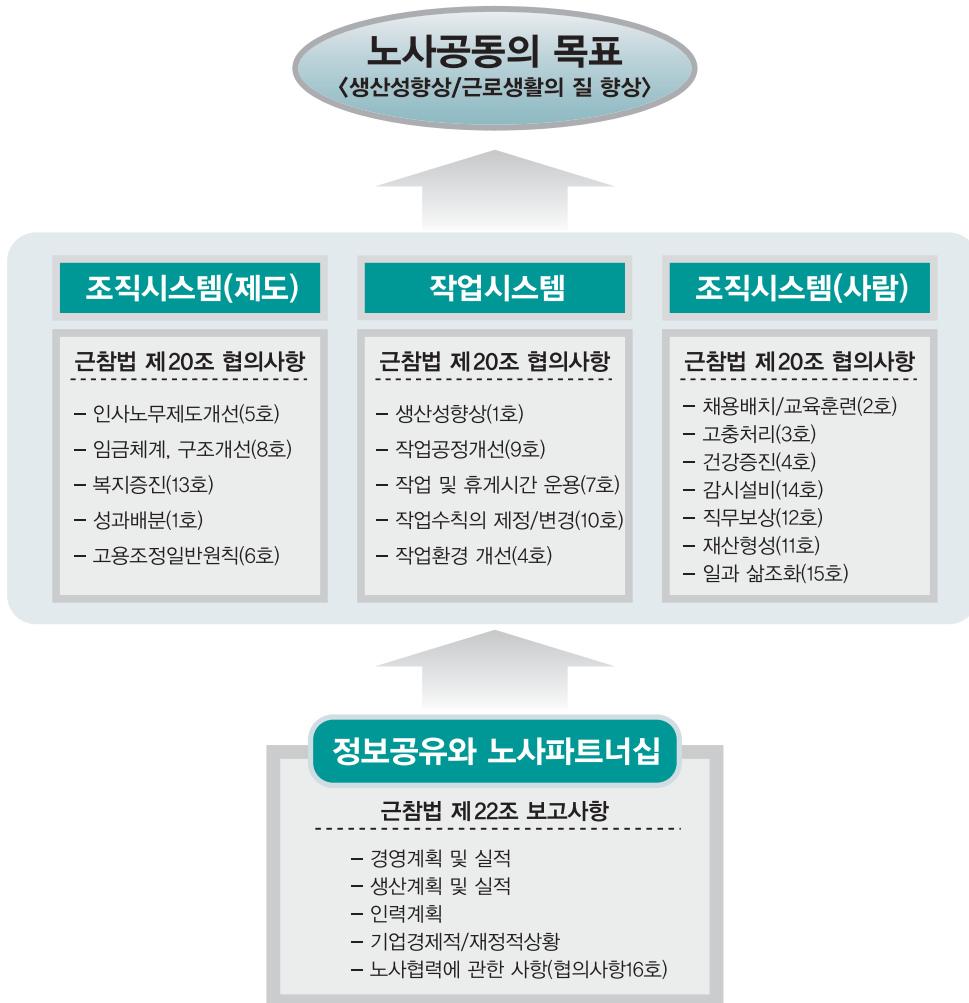 노사공동의 목표
〈생산성향상/근로생활의 질 향상〉
조직시스템(제도)
근참법 제20조 협의사항
– 인사노무제도개선(5호)
– 임금체계, 구조개선(8호)
– 복지증진(13호)
– 성과배분(1호)
– 고용조정일반원칙(6호)
작업시스템
근참법 제20조 협의사항
– 생산성향상(1호)
– 작업공정개선(9호)
– 작업 및 휴게시간 운용(7호)
– 작업수칙의 제정/변경(10호)
– 작업환경 개선(4호)
조직시스템(사람)
근참법 제20조 협의사항
– 채용배치/교육훈련(2호)
– 고충처리(3호)
– 건강증진(4호)
– 감시설비(14호)
– 직무보상(12호)
– 재산형성(11호)
– 일과 삶조화(15호)
정보공유와 노사파트너십
근참법 제22조 보고사항
– 경영계획 및 실적
– 생산계획 및 실적
– 인력계획
– 기업경제적/재정적상황
– 노사협력에 관한 사항(협의사항16호)